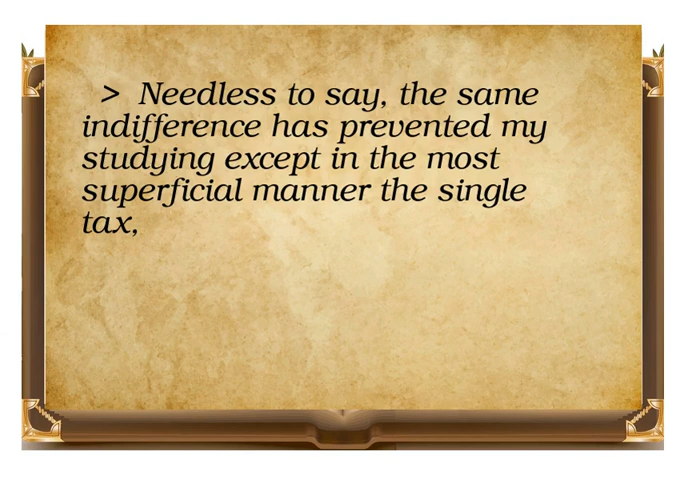 > Needless to say, the same
indifference has prevented my
studying except in the most
superficial manner the single
tax,